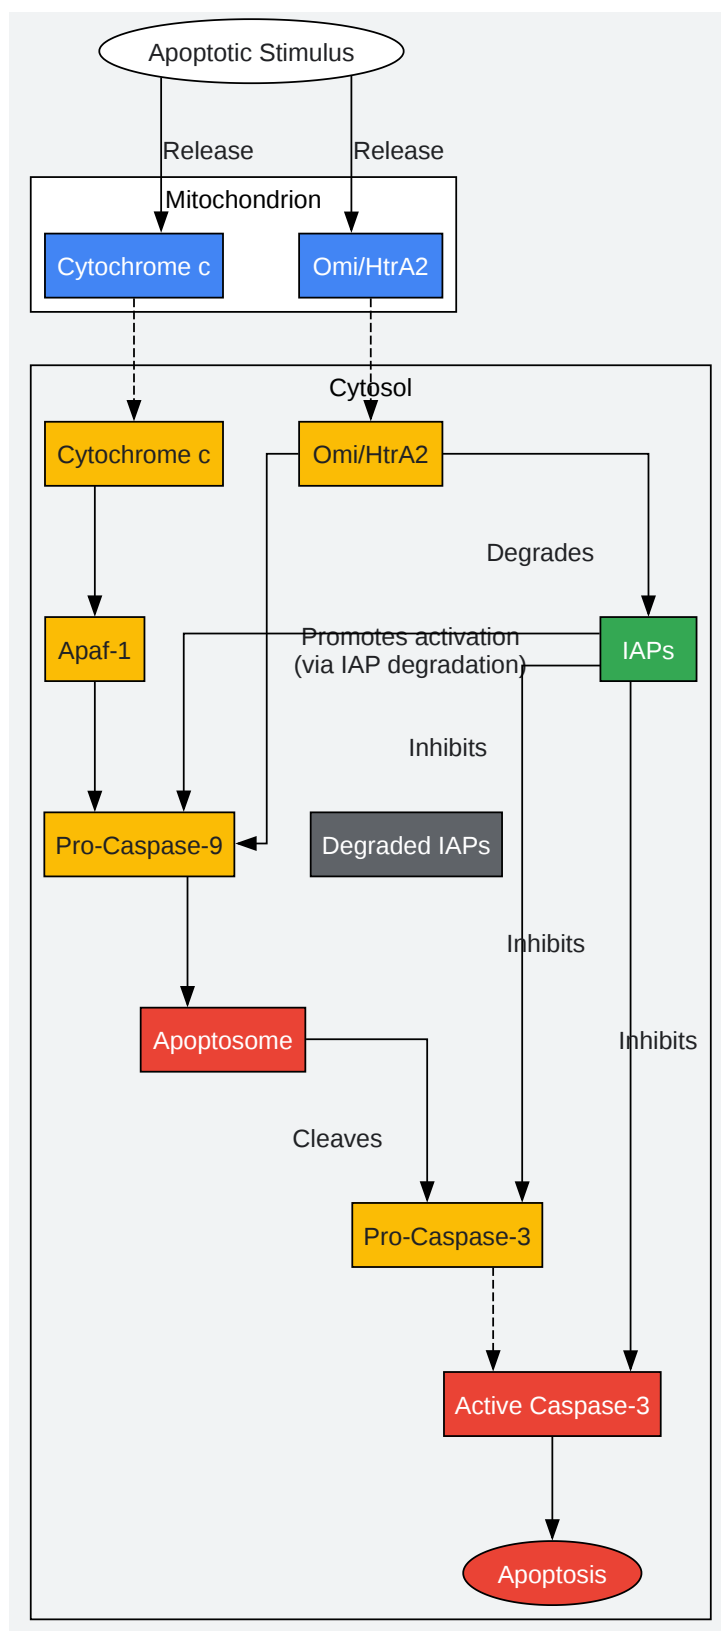 Apoptotic Stimulus
Release
Release
Mitochondrion
Cytochrome c
Omi/HtrA2
Cytosol
Cytochrome c
Omi/HtrA2
Degrades
Promotes activation
(via IAP degradation)
Apaf-1
IAPs
Inhibits
Pro-Caspase-9
Degraded IAPs
Inhibits
Apoptosome
Inhibits
Cleaves
Pro-Caspase-3
Active Caspase-3
Apoptosis